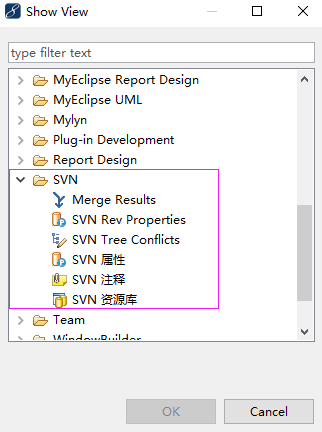 Show View
type filter text
MyEclipse Report Design
MyEclipse UML
Mylyn
Plug-in Development
Report Design
SVN
Merge Results
SVN Rev Properties
SVN Tree Conflicts
SVN 属性
SVN 注释
SVN 资源库
Team
WindowBuilder
OK
Cancel